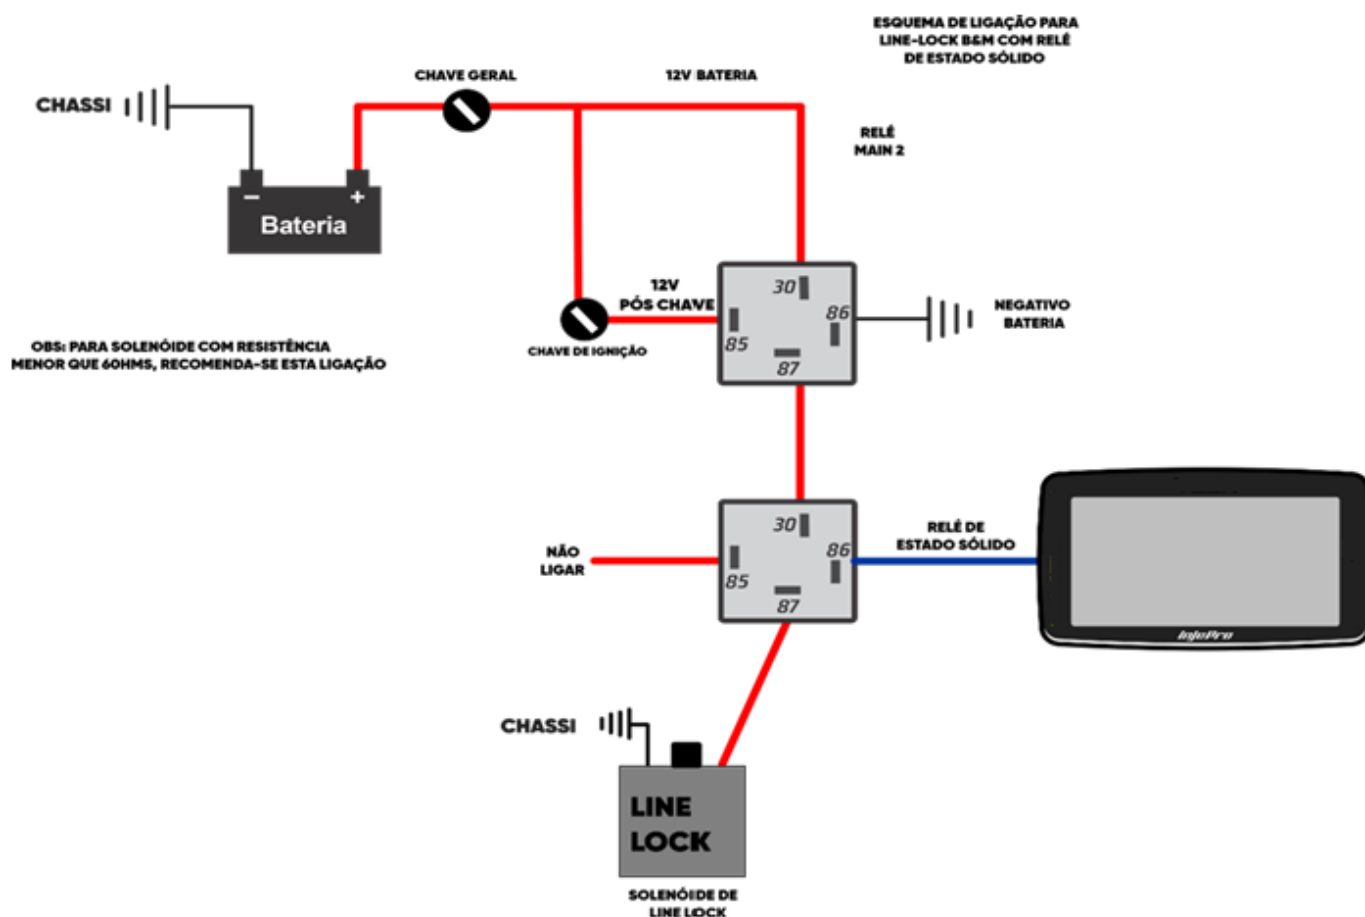 ESQUEMA DE LIGAÇÃO PARA
LINE-LOCK B&M COM RELÉ
DE ESTADO SÓLIDO
CHAVE GERAL
12V BATERIA
CHASSI
RELÉ
MAIN 2
− +
Bateria
12V
PÓS CHAVE
30
86
85
87
NEGATIVO
BATERIA
CHAVE DE IGNIÇÃO
OBS: PARA SOLENÓIDE COM RESISTÊNCIA
MENOR QUE 6OHMS, RECOMENDA-SE ESTA LIGAÇÃO
NÃO
LIGAR
30
86
85
87
RELÉ DE
ESTADO SÓLIDO
InjePro
CHASSI
LINE
LOCK
SOLENÓIDE DE
LINE LOCK